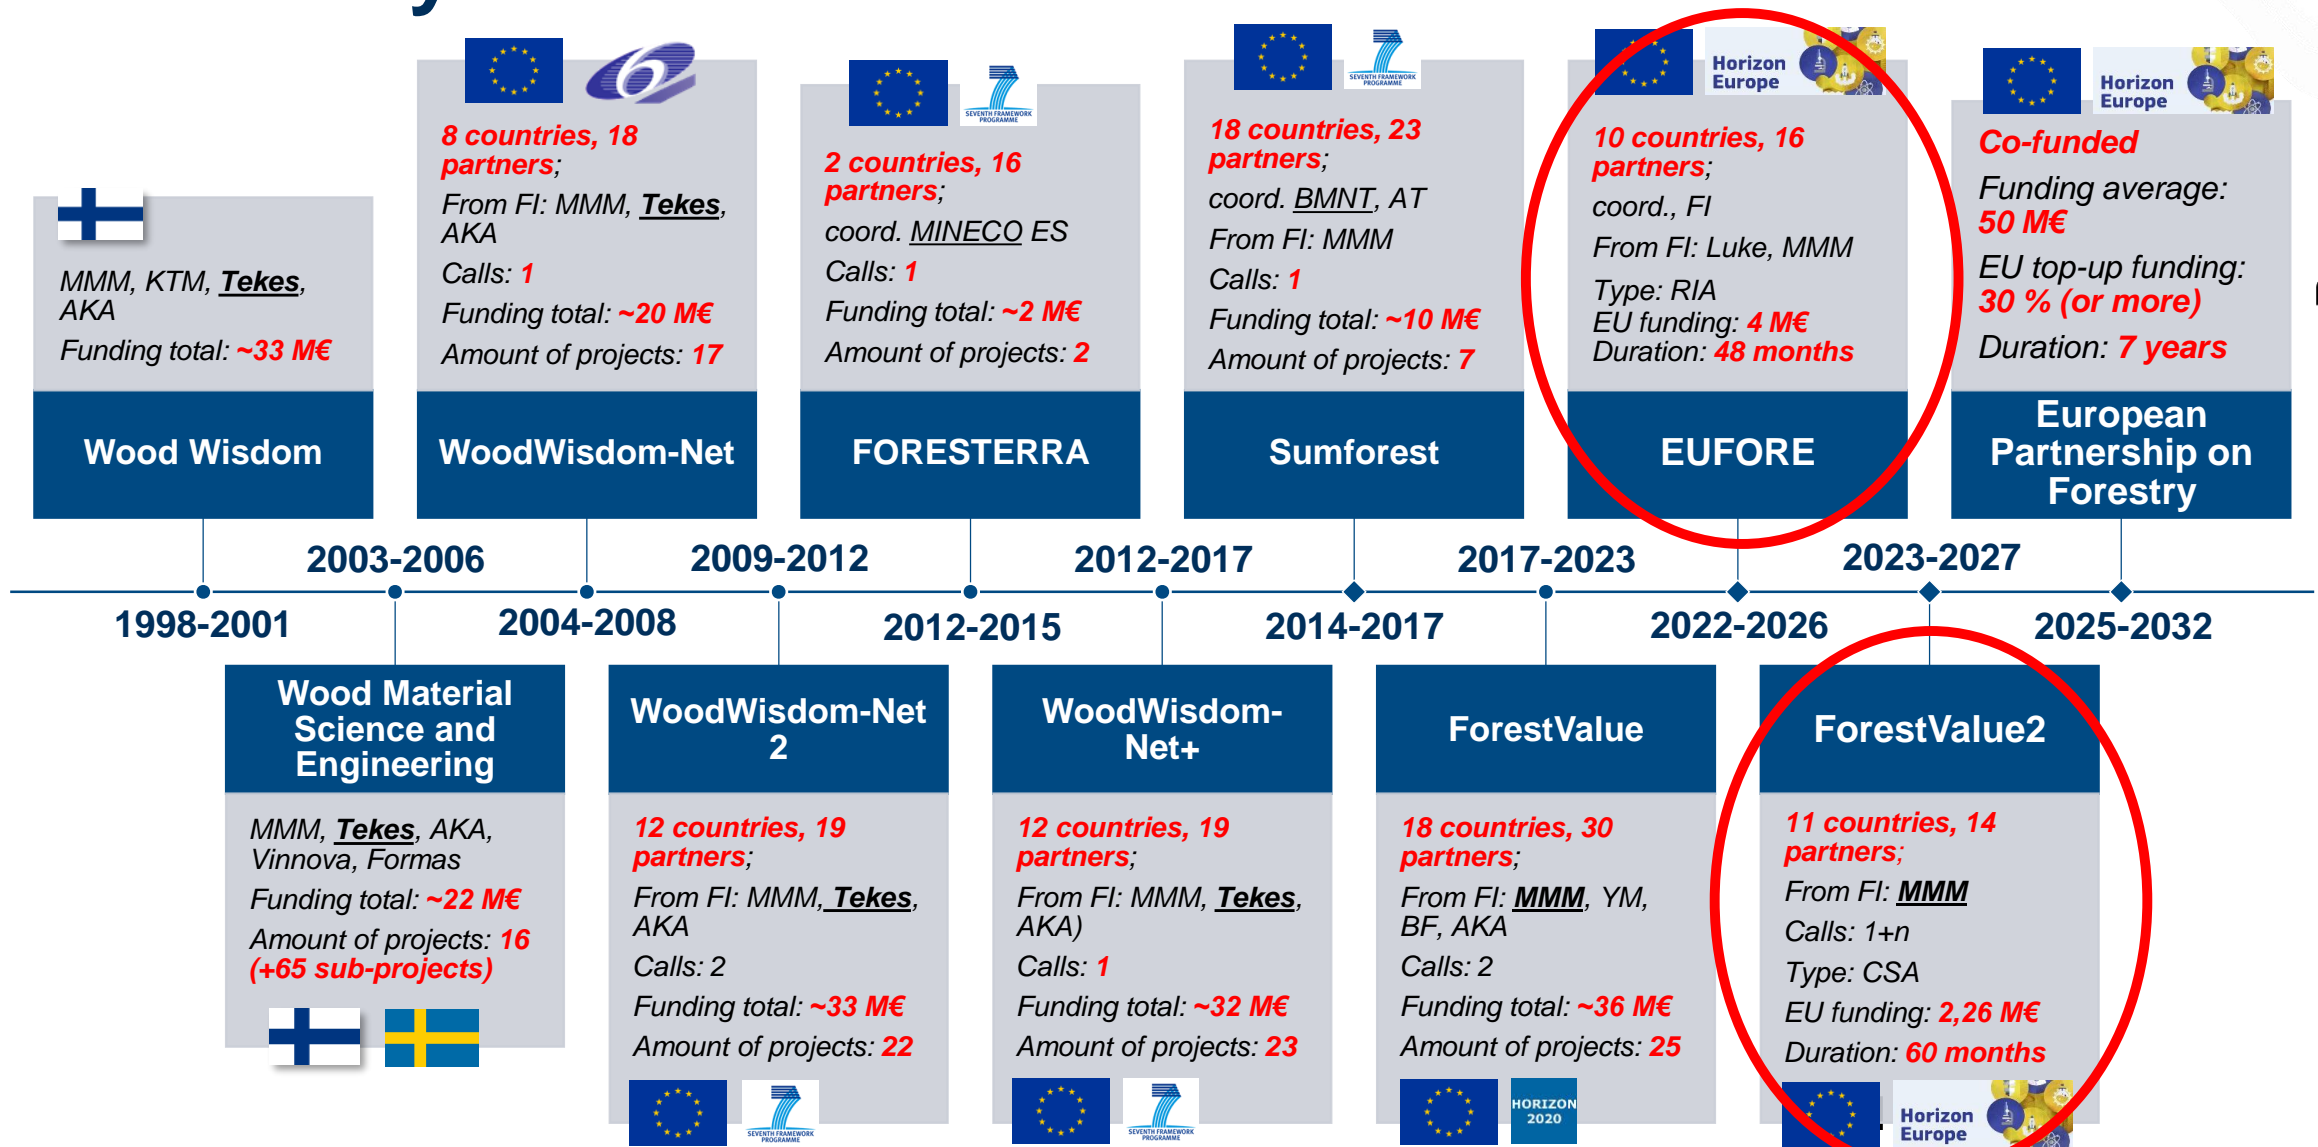 y
8 countries, 18
partners;
From FI: MMM, Tekes,
AKA
Calls: 1
Funding total: ~20 M€
Amount of projects: 17
SEVENTH FRAMEWORK
PROGRAMME
2 countries, 16
partners;
coord. MINECO ES
Calls: 1
Funding total: ~2 M€
Amount of projects: 2
SEVENTH FRAMEWORK
PROGRAMME
18 countries, 23
partners;
coord. BMNT, AT
From FI: MMM
Calls: 1
Funding total: ~10 M€
Amount of projects: 7
Horizon
Europe
10 countries, 16
partners;
coord., FI
From FI: Luke, MMM
Type: RIA
EU funding: 4 M€
Duration: 48 months
Horizon
Europe
Co-funded
Funding average:
50 M€
EU top-up funding:
30 % (or more)
Duration: 7 years
MMM, KTM, Tekes,
AKA
Funding total: ~33 M€
Wood Wisdom
WoodWisdom-Net
FORESTERRA
Sumforest
EUFORE
European
Partnership on
Forestry
2003-2006
2009-2012
2012-2017
2017-2023
2023-2027
1998-2001
2004-2008
2012-2015
2014-2017
2022-2026
2025-2032
Wood Material
Science and
Engineering
MMM, Tekes, AKA,
Vinnova, Formas
Funding total: ~22 M€
Amount of projects: 16
(+65 sub-projects)
WoodWisdom-Net
2
12 countries, 19
partners;
From FI: MMM, Tekes,
AKA
Calls: 2
Funding total: ~33 M€
Amount of projects: 22
SEVENTH FRAMEWORK
PROGRAMME
WoodWisdom-
Net+
12 countries, 19
partners;
From FI: MMM, Tekes,
AKA)
Calls: 1
Funding total: ~32 M€
Amount of projects: 23
SEVENTH FRAMEWORK
PROGRAMME
ForestValue
18 countries, 30
partners;
From FI: MMM, YM,
BF, AKA
Calls: 2
Funding total: ~36 M€
Amount of projects: 25
HORIZON
2020
ForestValue2
11 countries, 14
partners;
From FI: MMM
Calls: 1+n
Type: CSA
EU funding: 2,26 M€
Duration: 60 months
Horizon
Europe